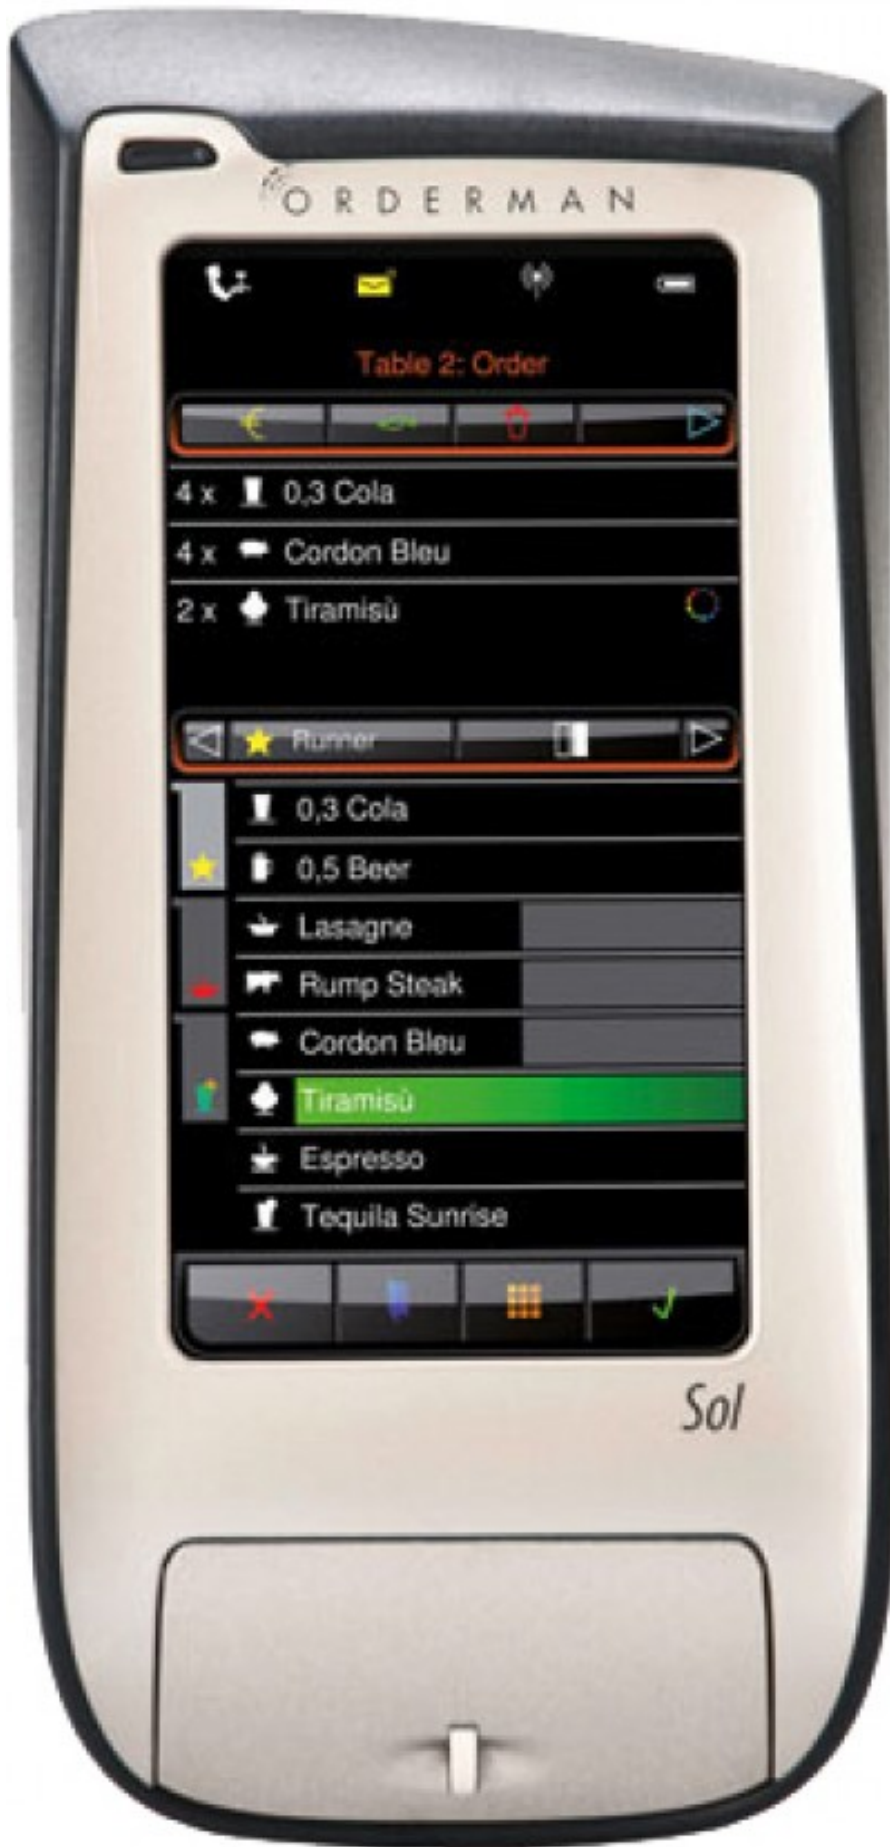 ORDERMAN
Table 2: Order
4 x 0,3 Cola
4 x Cordon Bleu
2 x Tiramisù
Runner
0,3 Cola
0,5 Beer
Lasagne
Rump Steak
Cordon Bleu
Tiramisù
Espresso
Tequila Sunrise
Sol